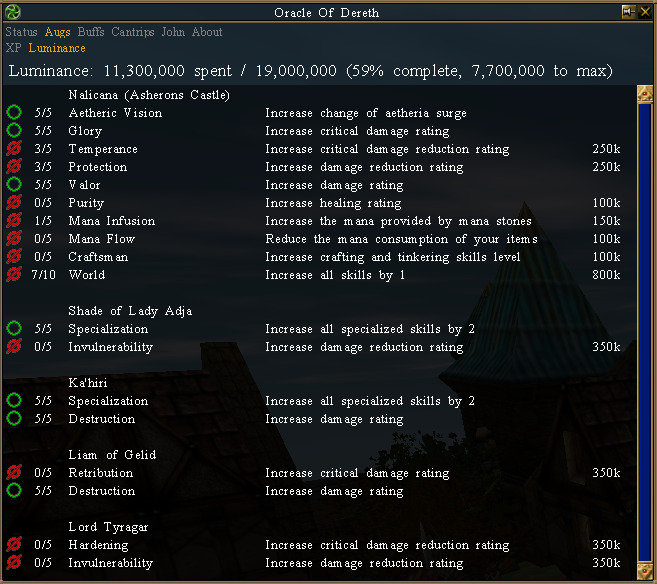 Oracle Of Dereth
Status Augs Buffs Cantrips John About
XP Luminance
Luminance: 11,300,000 spent / 19,000,000 (59% complete, 7,700,000 to max)
Nalicana (Asherons Castle)
5/5 Aetheric Vision Increase change of aetheria surge
5/5 Glory Increase critical damage rating
3/5 Temperance Increase critical damage reduction rating 250k
3/5 Protection Increase damage reduction rating 250k
5/5 Valor Increase damage rating
0/5 Purity Increase healing rating 100k
1/5 Mana Infusion Increase the mana provided by mana stones 150k
0/5 Mana Flow Reduce the mana consumption of your items 100k
0/5 Craftsman Increase crafting and tinkering skills level 100k
7/10 World Increase all skills by 1 800k
Shade of Lady Adja
5/5 Specialization Increase all specialized skills by 2
0/5 Invulnerability Increase damage reduction rating 350k
Ka'hiri
5/5 Specialization Increase all specialized skills by 2
5/5 Destruction Increase damage rating
Liam of Gelid
0/5 Retribution Increase critical damage rating 350k
5/5 Destruction Increase damage rating
Lord Tyragar
0/5 Hardening Increase critical damage reduction rating 350k
0/5 Invulnerability Increase damage reduction rating 350k